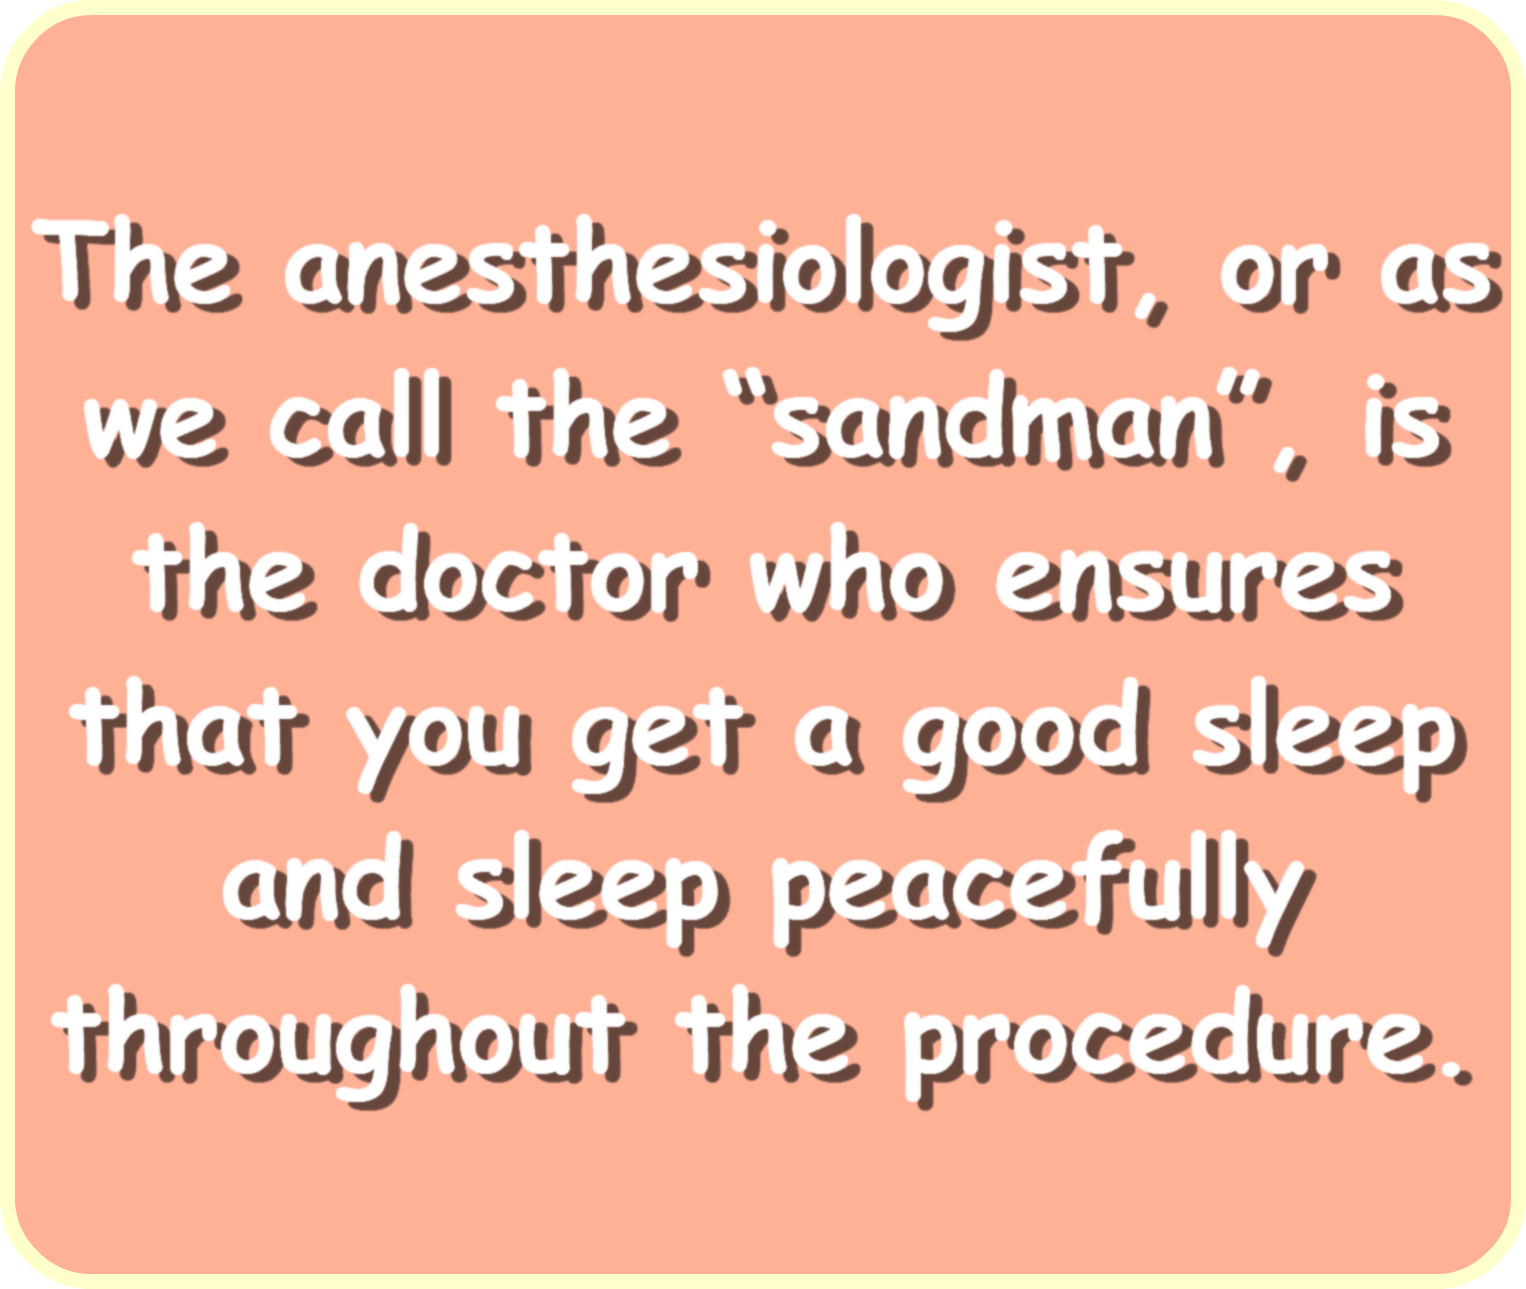 The anesthesiologist, or as
we call the “sandman”, is
the doctor who ensures
that you get a good sleep
and sleep peacefully
throughout the procedure.